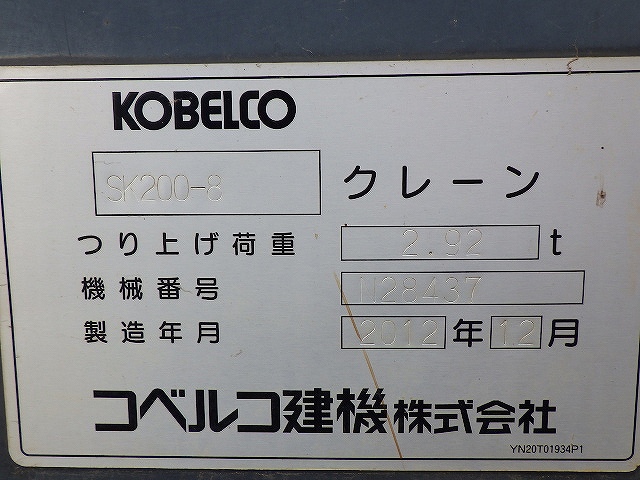 KOBELCO
SK200-8 クレーン
つり上げ荷重 2.92 t
機械番号 N28437
製造年月 2012 年 12 月
コベルコ建機株式会社
YN20T01934P1